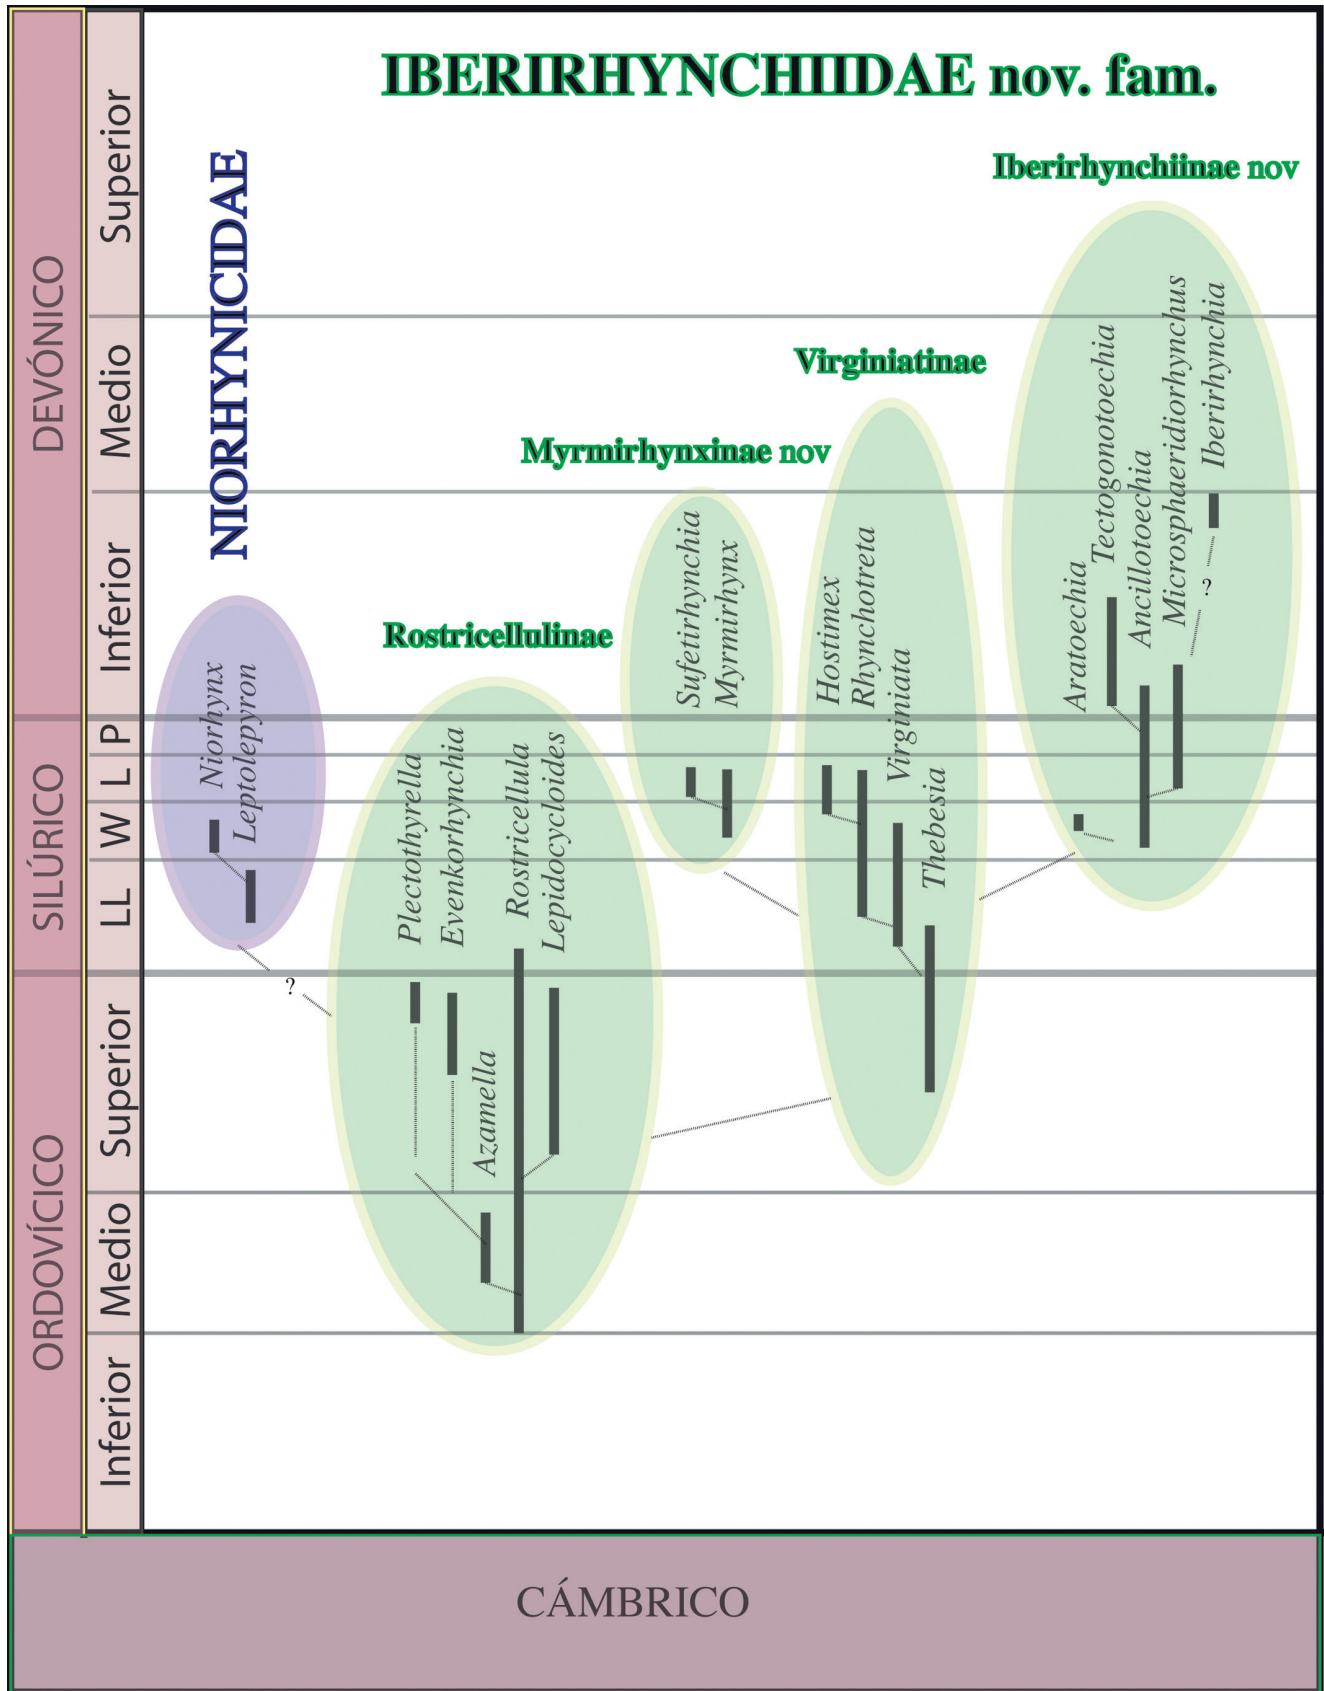 IBERIRHYNCHIIDAE nov. fam.
Iberirhynchiinae nov
Virginiatinae
Myrmirhynxinae nov
Rostricellulinae
NIORHYNICIDAE
DEVÓNICO
Superior
Medio
Inferior
SILÚRICO
P
L
W
LL
ORDOVÍCICO
Superior
Medio
Inferior
CÁMBRICO
Niorhynx
Leptolepyron
?
Plectothyrella
Evenkorhynchia
Azamella
Rostricellula
Lepidocycloides
Sufetirhynchia
Myrmirhynx
Hostimex
Rhynchotreta
Virginiata
Thebesia
Aratoechia
Tectogonotoechia
Ancillotoechia
Microsphaeridiorhynchus
Iberirhynchia
?